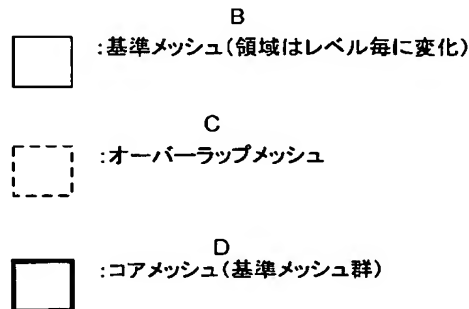 B
:基準メッシュ(領域はレベル毎に変化)
C
:オーバーラップメッシュ
D
:コアメッシュ(基準メッシュ群)